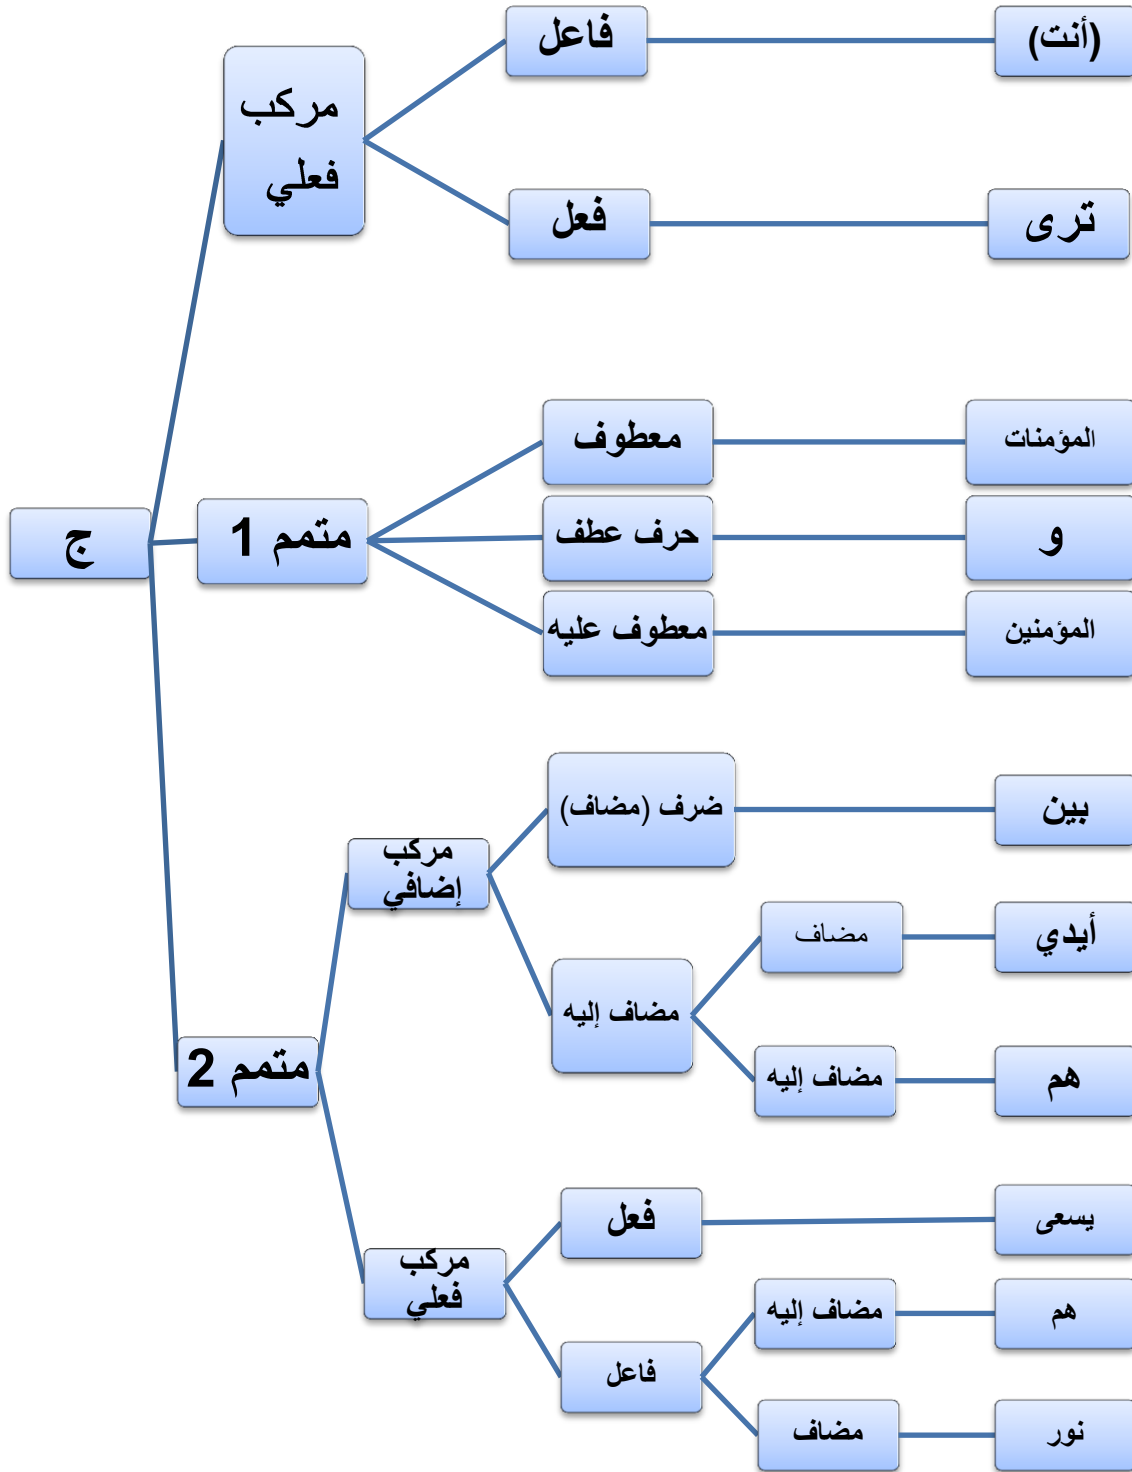 فاعل
(أنت)
مركب
فعلي
فعل
ترى
معطوف
المؤمنات
ج
متمم 1
حرف عطف
و
معطوف عليه
المؤمنين
ضرف (مضاف)
بين
مركب
إضافي
مضاف
أيدي
مضاف إليه
متمم 2
مضاف إليه
هم
فعل
يسعى
مركب
فعلي
مضاف إليه
هم
فاعل
مضاف
نور